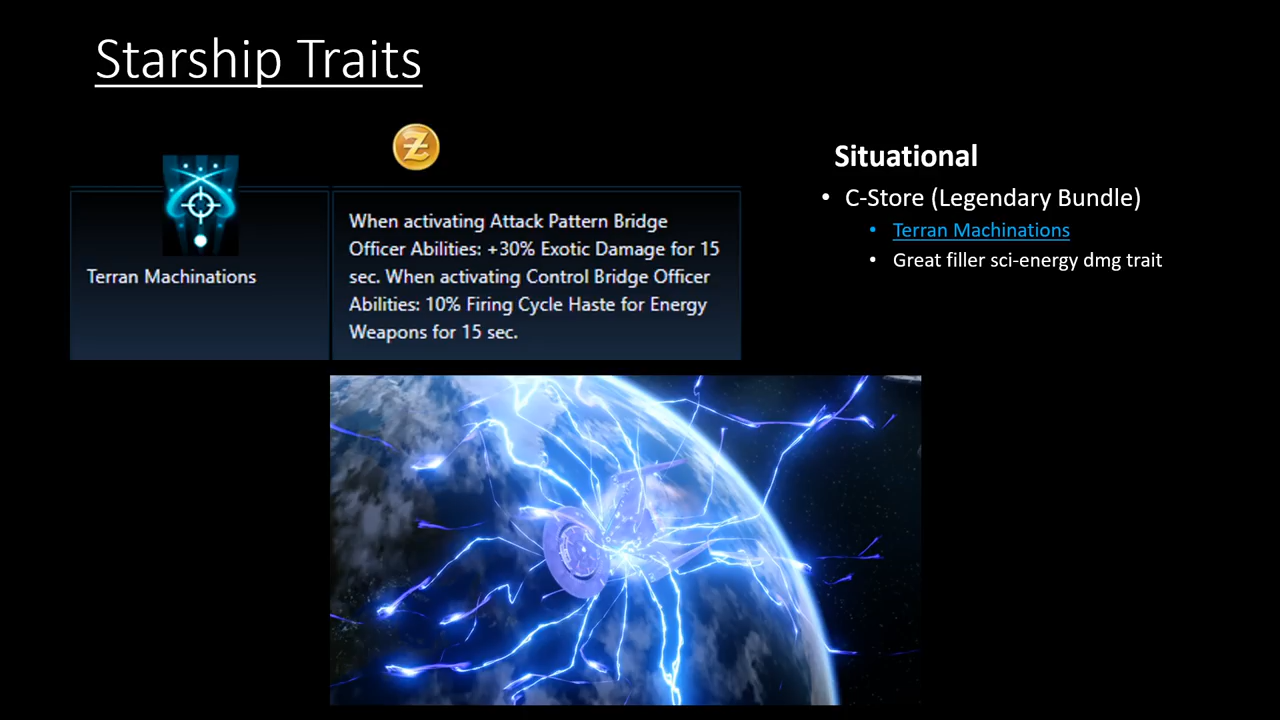 Starship Traits
Terran Machinations
When activating Attack Pattern Bridge
Officer Abilities: +30% Exotic Damage for 15
sec. When activating Control Bridge Officer
Abilities: 10% Firing Cycle Haste for Energy
Weapons for 15 sec.
Situational
• C-Store (Legendary Bundle)
• Terran Machinations
• Great filler sci-energy dmg trait